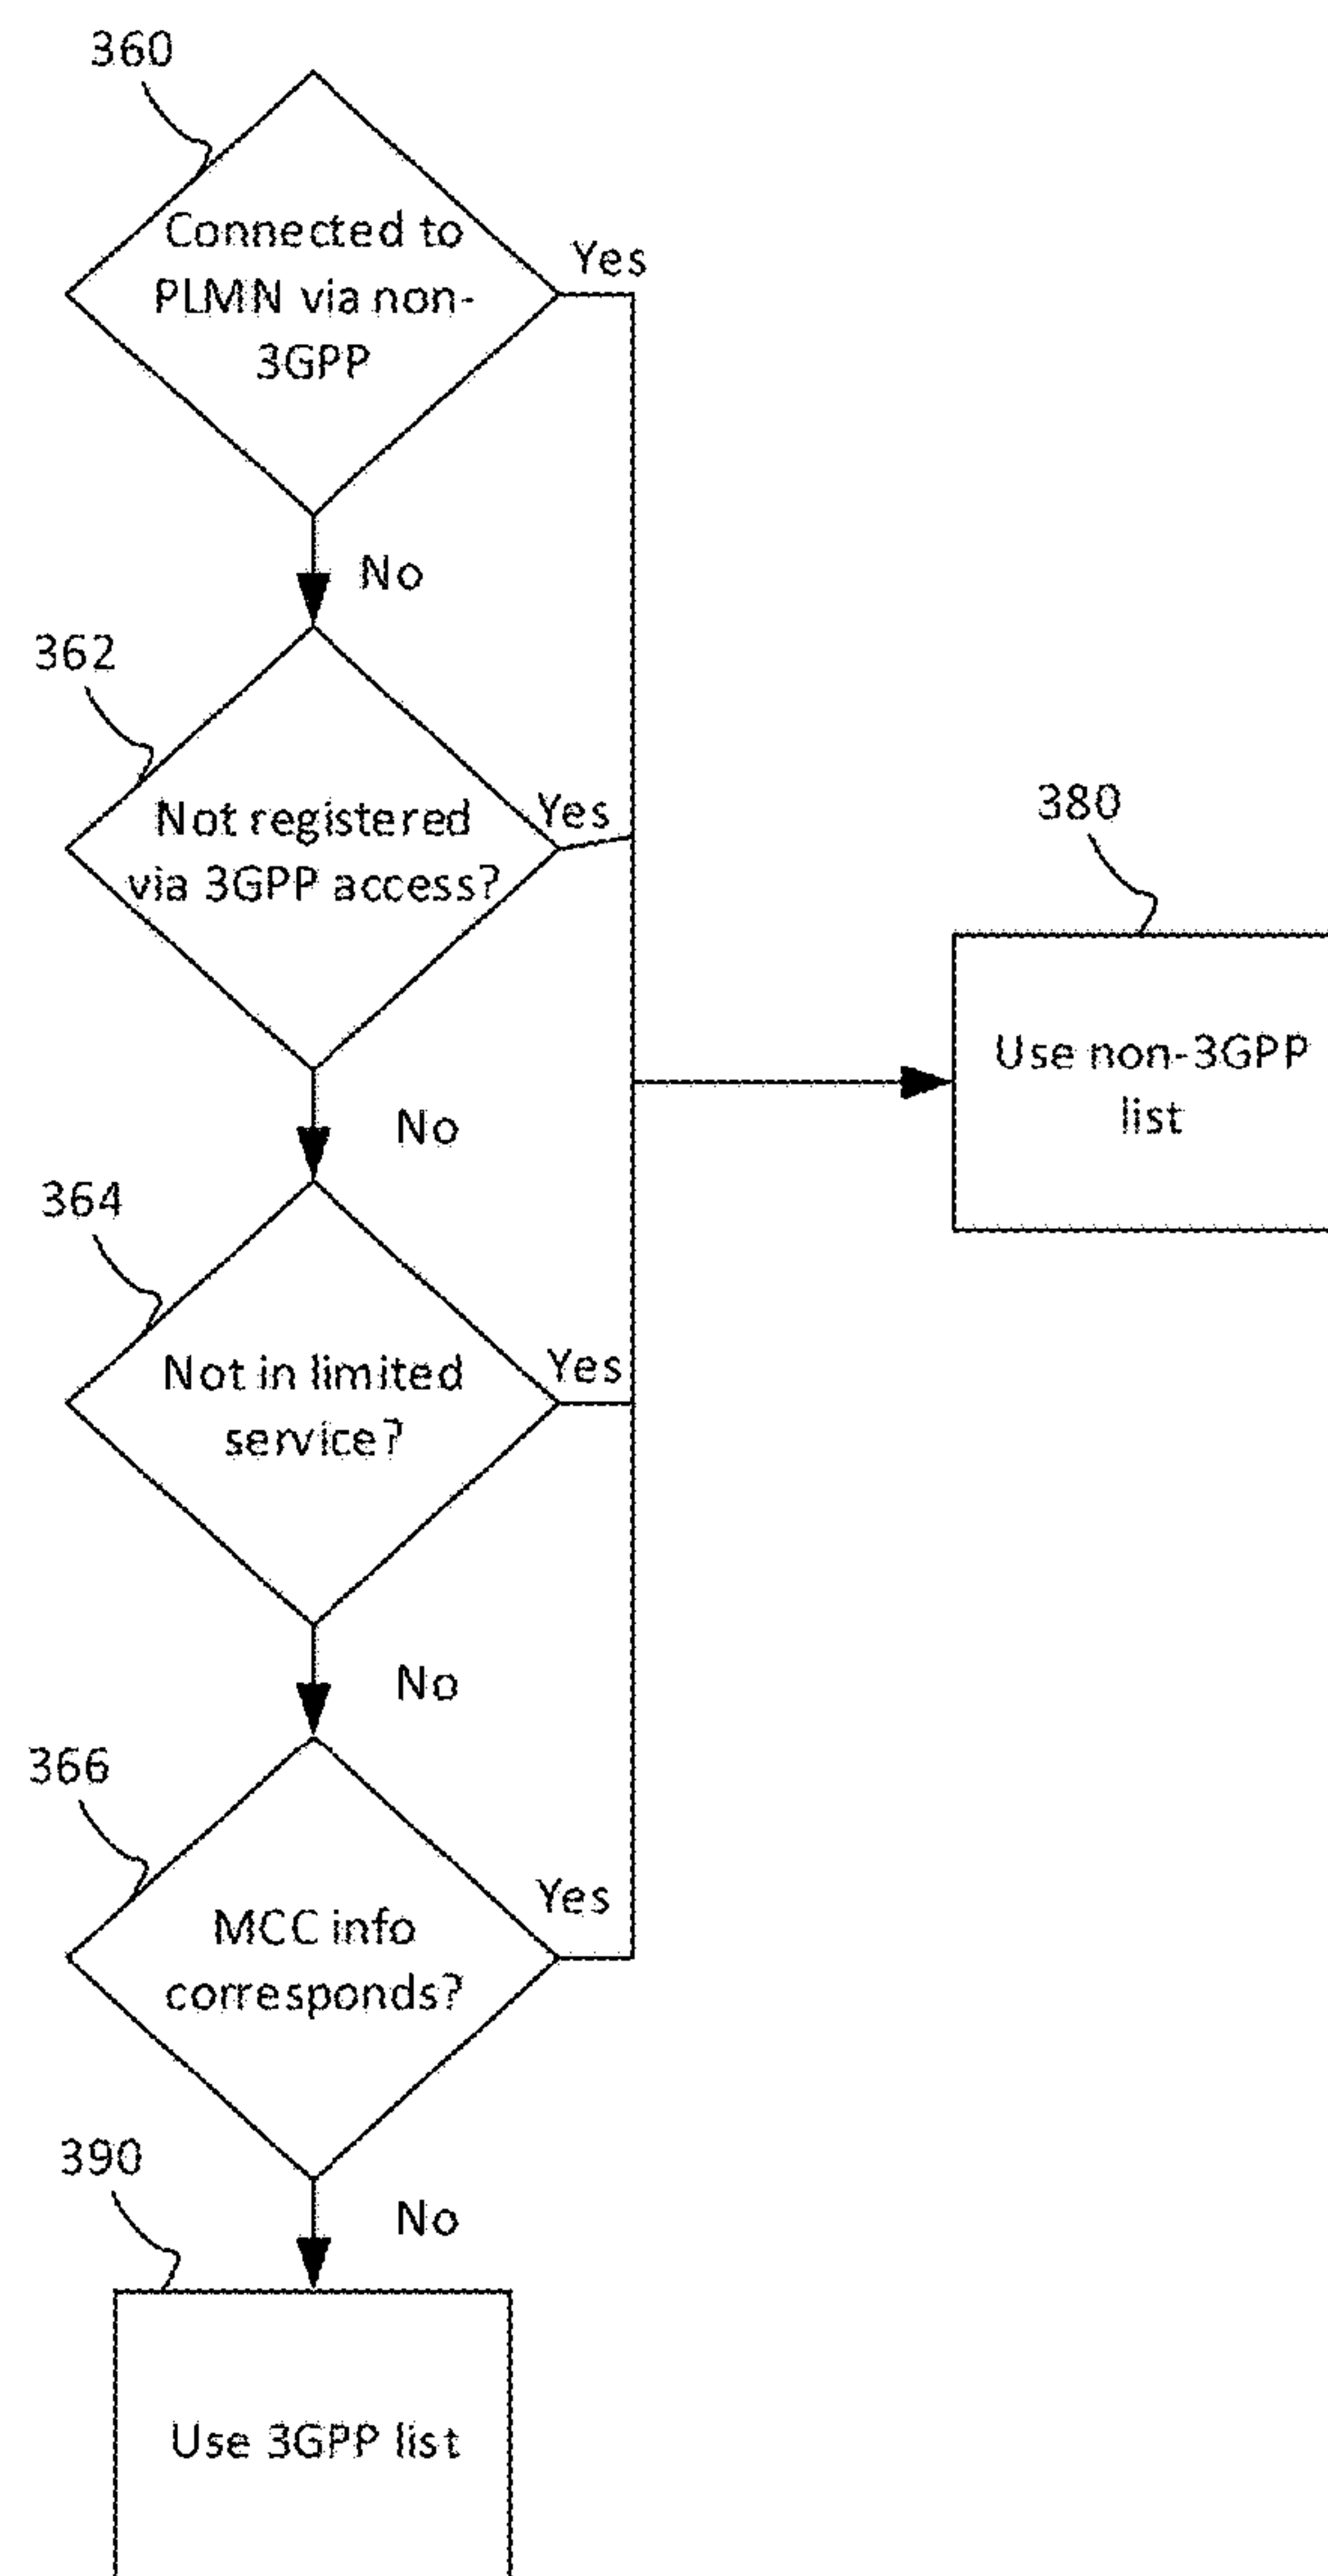 360
Connected to
PLMN via non-
3GPP
Yes
No
362
Not registered
via 3GPP access?
Yes
No
380
Use non-3GPP
list
364
Not in limited
service?
Yes
No
366
MCC info
corresponds?
Yes
No
390
Use 3GPP list